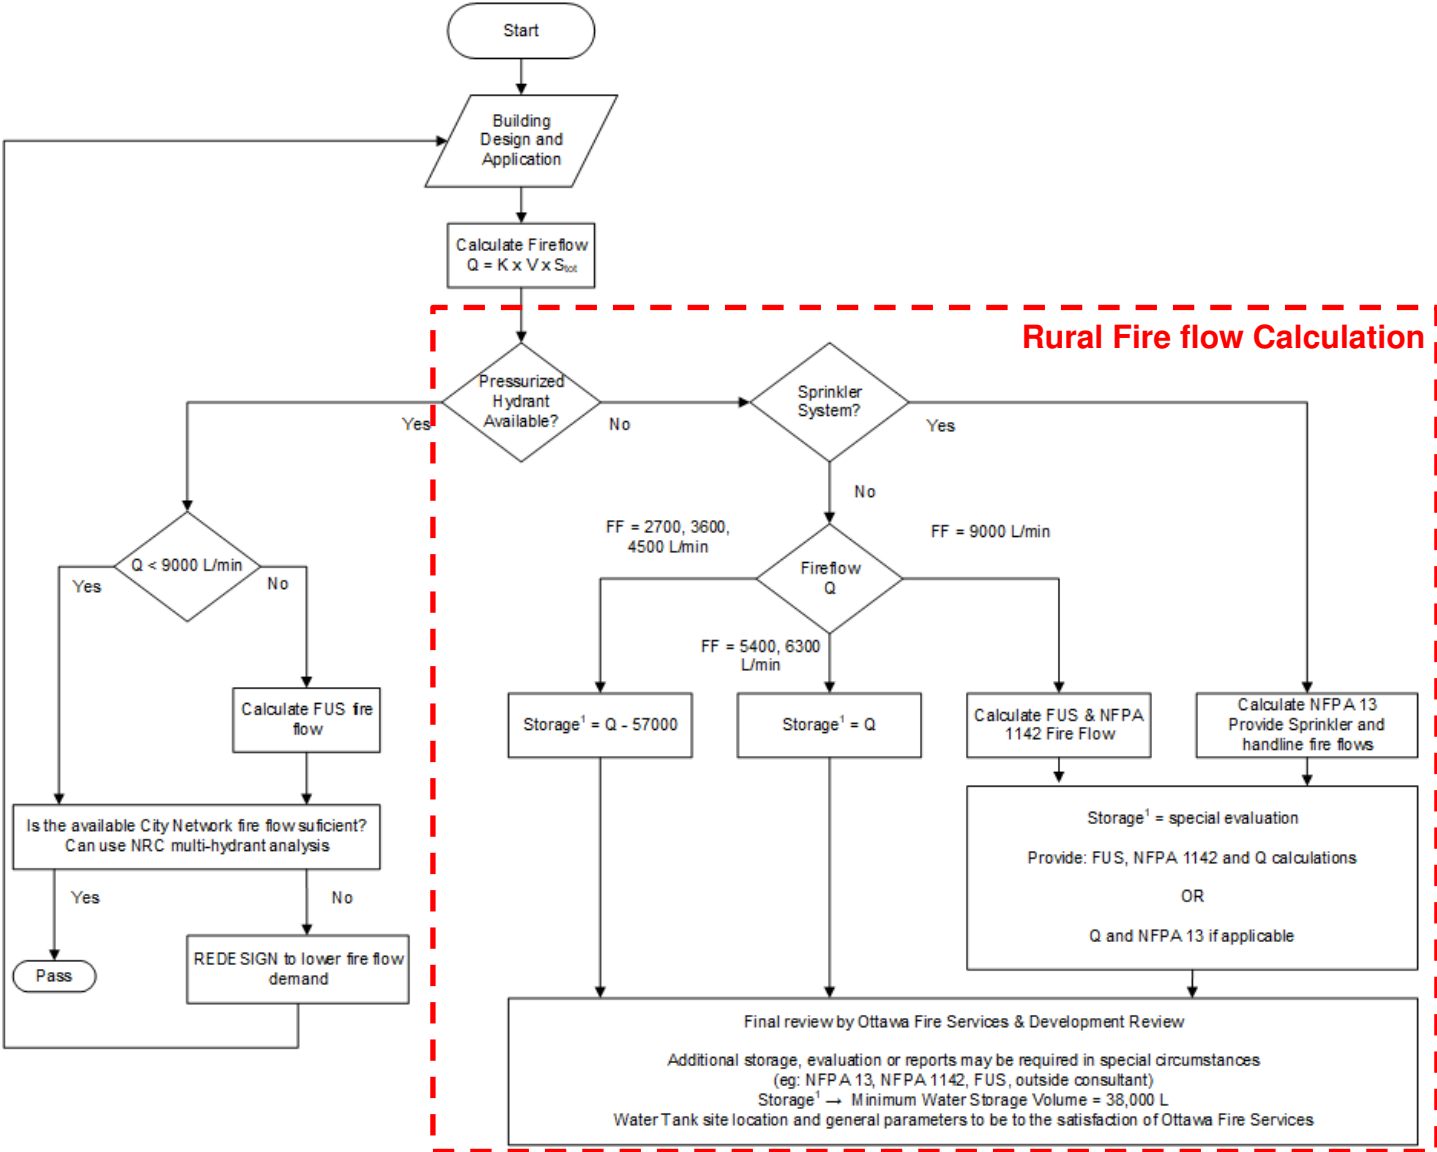 Start
Building
Design and
Application
Calculate Fireflow
Q = K x V x Stot
Rural Fire flow Calculation
Pressurized
Hydrant
Available?
Yes
No
Sprinkler
System?
Yes
No
Q < 9000 L/min
Yes
No
FF = 2700, 3600,
4500 L/min
FF = 9000 L/min
Fireflow
Q
FF = 5400, 6300
L/min
Calculate FUS fire
flow
Storage¹ = Q - 57000
Storage¹ = Q
Calculate FUS & NFPA
1142 Fire Flow
Calculate NFPA 13
Provide Sprinkler and
handline fire flows
Is the available City Network fire flow suficient?
Can use NRC multi-hydrant analysis
Yes
No
Pass
REDESIGN to lower fire flow
demand
Storage¹ = special evaluation
Provide: FUS, NFPA 1142 and Q calculations
OR
Q and NFPA 13 if applicable
Final review by Ottawa Fire Services & Development Review
Additional storage, evaluation or reports may be required in special circumstances
(eg: NFPA 13, NFPA 1142, FUS, outside consultant)
Storage¹ → Minimum Water Storage Volume = 38,000 L
Water Tank site location and general parameters to be to the satisfaction of Ottawa Fire Services